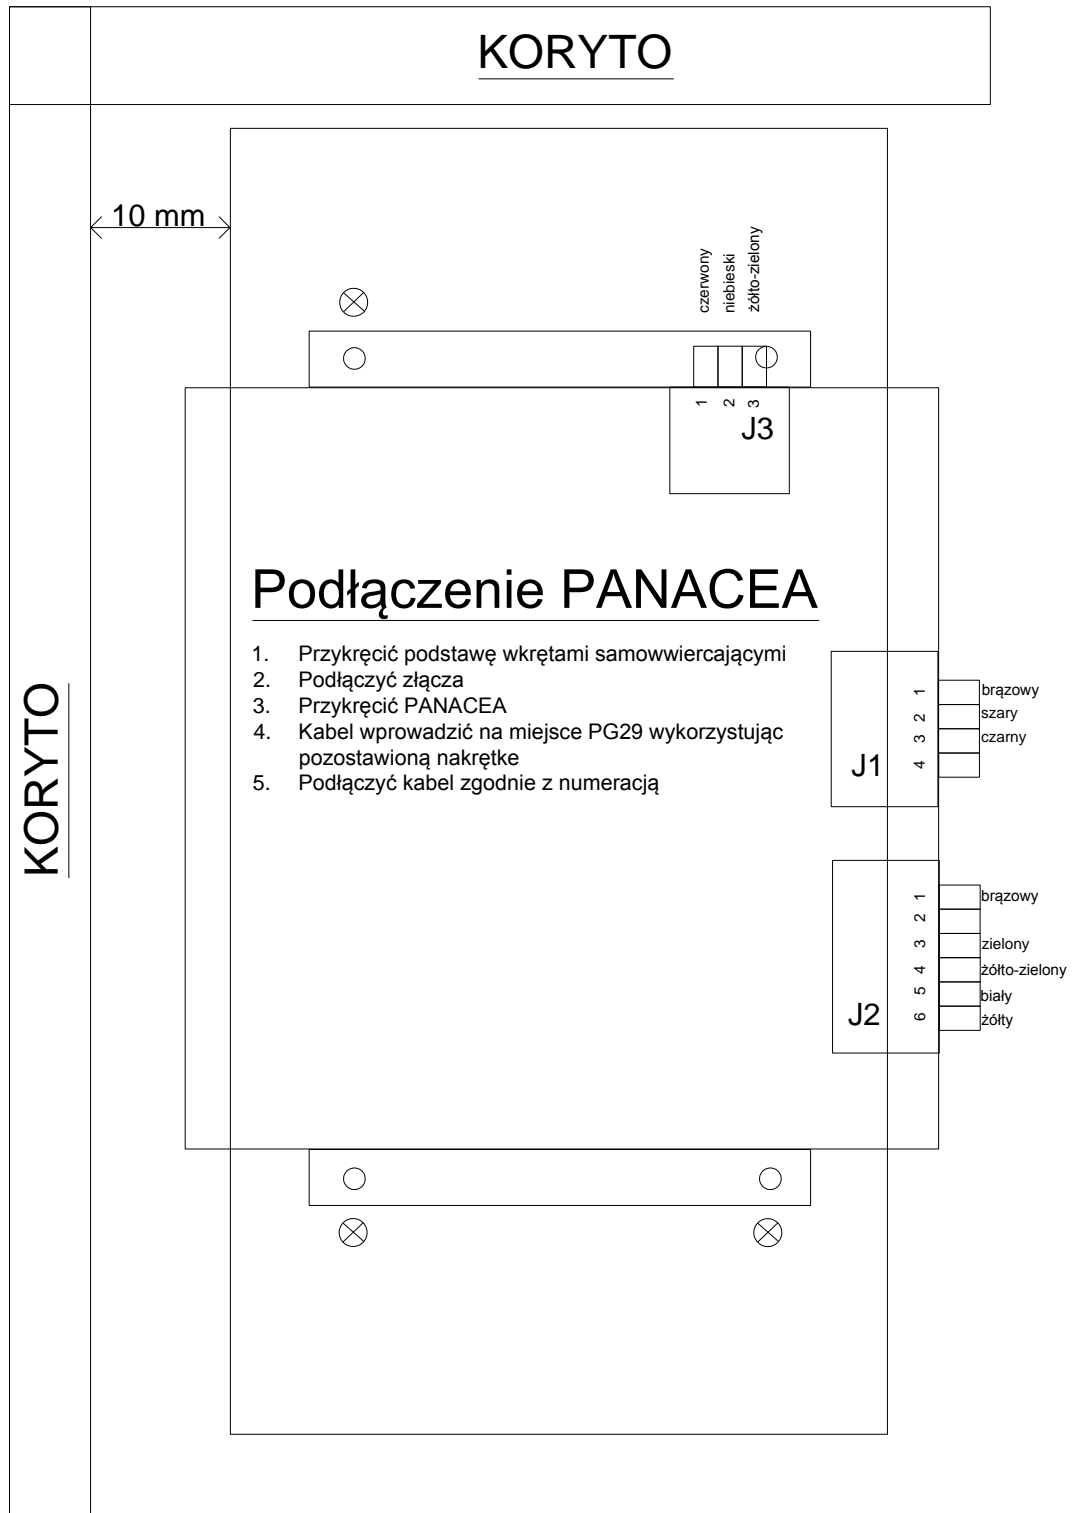 KORYTO
10 mm
czerwony
niebieski
żółto-zielony
1
2
3
J3
Podłączenie PANACEA
1. Przykręcić podstawę wkrętami samowwiercającymi
2. Podłączyć złącza
3. Przykręcić PANACEA
4. Kabel wprowadzić na miejsce PG29 wykorzystując
pozostawioną nakrętke
5. Podłączyć kabel zgodnie z numeracją
KORYTO
1 brązowy
2 szary
3 czarny
4
J1
1 brązowy
2
3 zielony
4 żółto-zielony
5 biały
6 żółty
J2